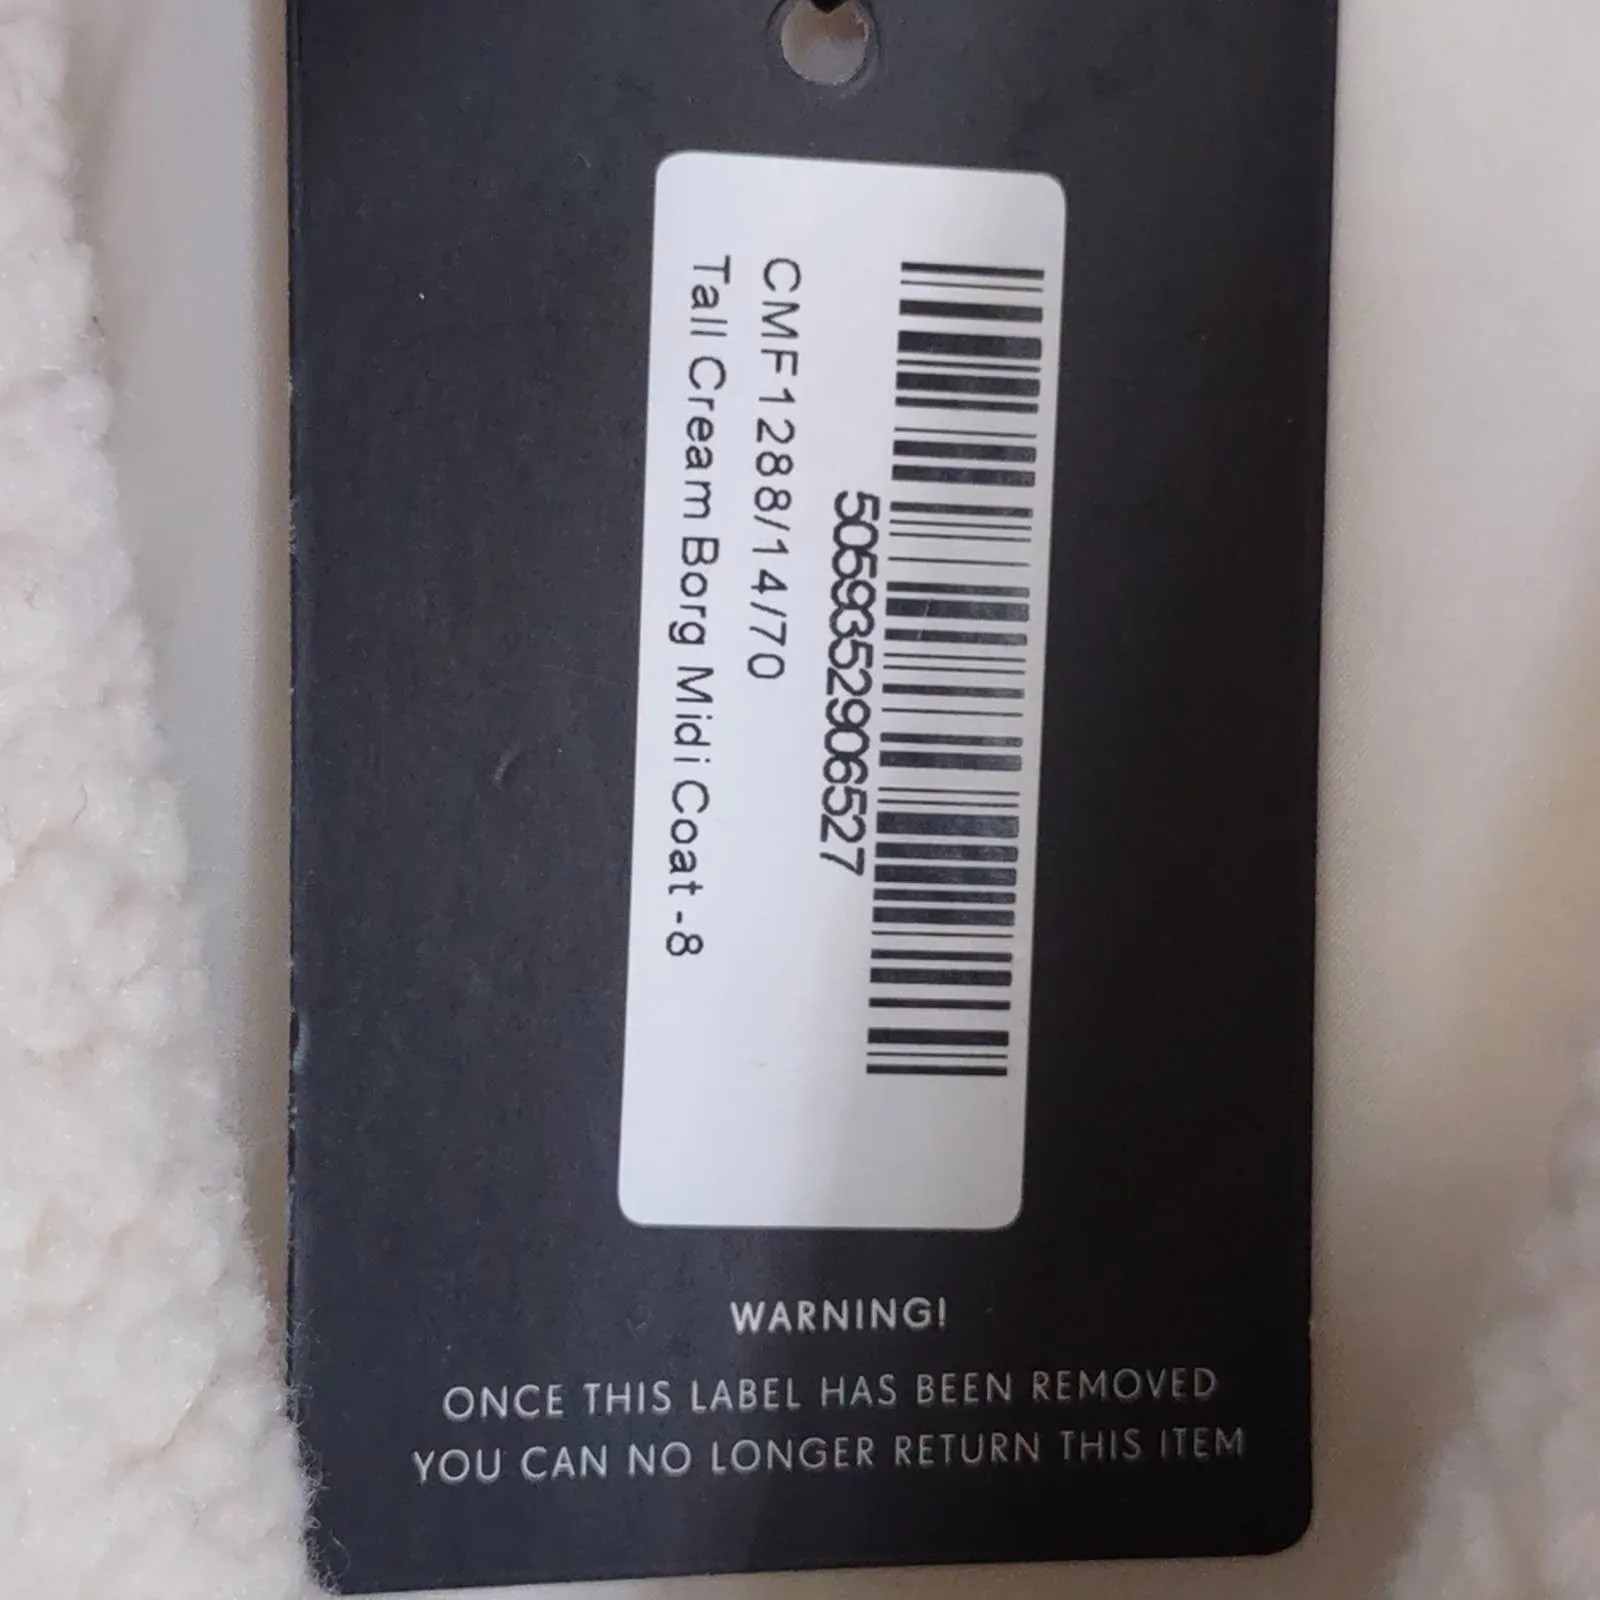 5059352906527
CMF1288/14/70
Tall Cream Borg Midi Coat -8
WARNING!
ONCE THIS LABEL HAS BEEN REMOVED
YOU CAN NO LONGER RETURN THIS ITEM